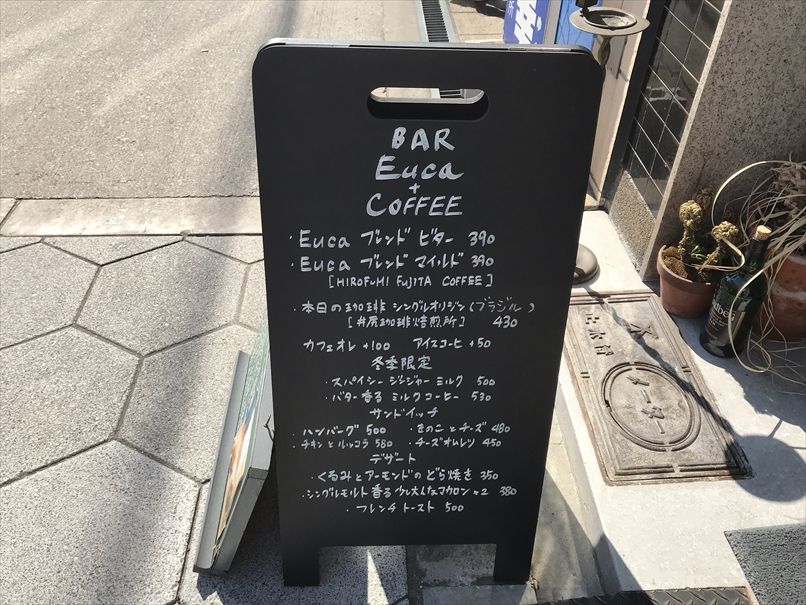 BAR
Euca
+
COFFEE
・Euca ブレンド ビター 390
・Euca ブレンド マイルド 390
[HIROFUMI FUJITA COFFEE]
・本日の珈琲 シングルオリジン(ブラジル)
[井尻珈琲焙煎所] 430
カフェオレ +100 アイスコーヒ +50
冬季限定
・スパイシー ジンジャー ミルク 500
・バター香る ミルクコーヒー 530
サンドイッチ
ハンバーグ 500 ・きのことチーズ 480
・チキンとルッコラ 580 ・チーズオムレツ 450
デザート
・くるみとアーモンドのどら焼き 350
・シングルモルト香る 少し大人なマカロン ×2 380
・フレンチトースト 500
メーター